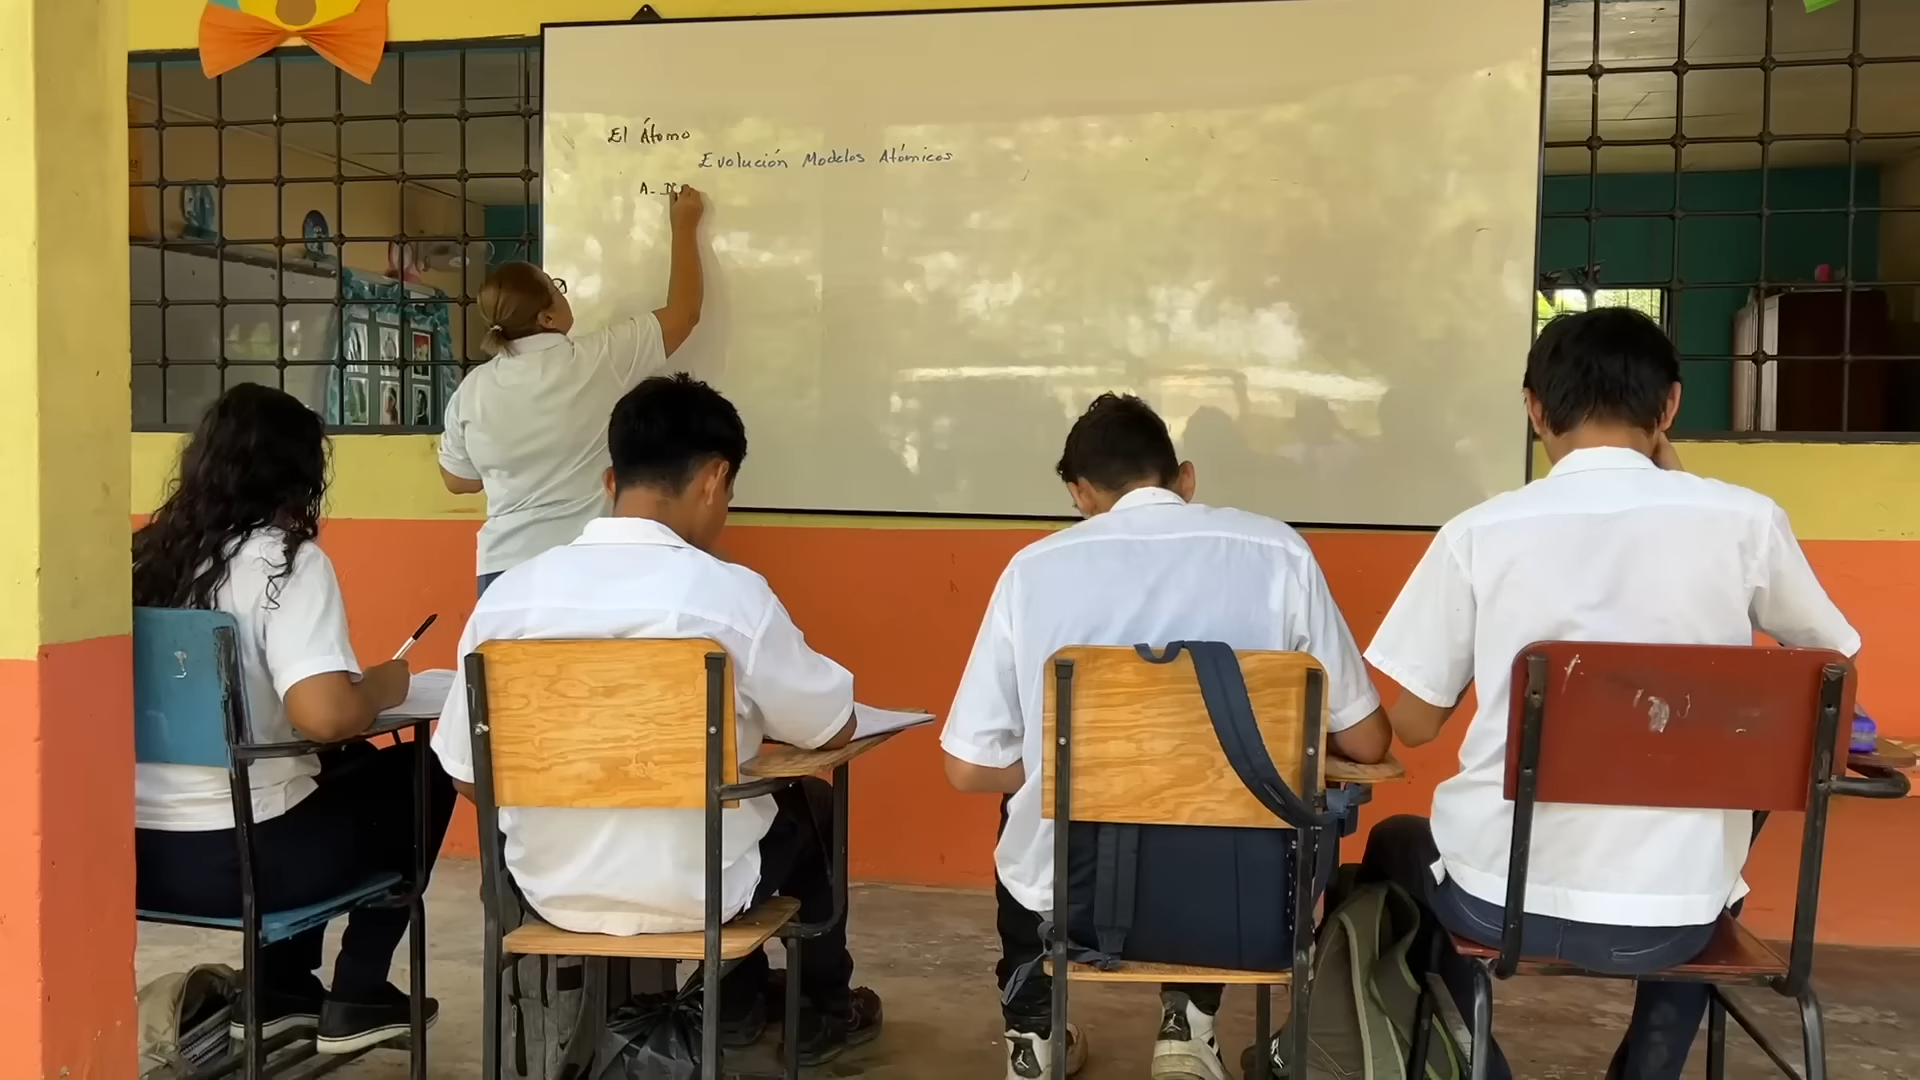 El Átomo
Evolución Modelos Atómicos
A-